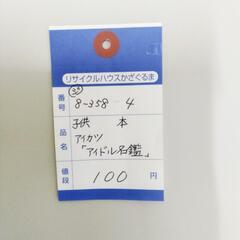 リサイクルハウスかざぐるま
番号 8-358-4
品名 子供 本
アイカツ
「アイドル名鑑」
値段 100 円